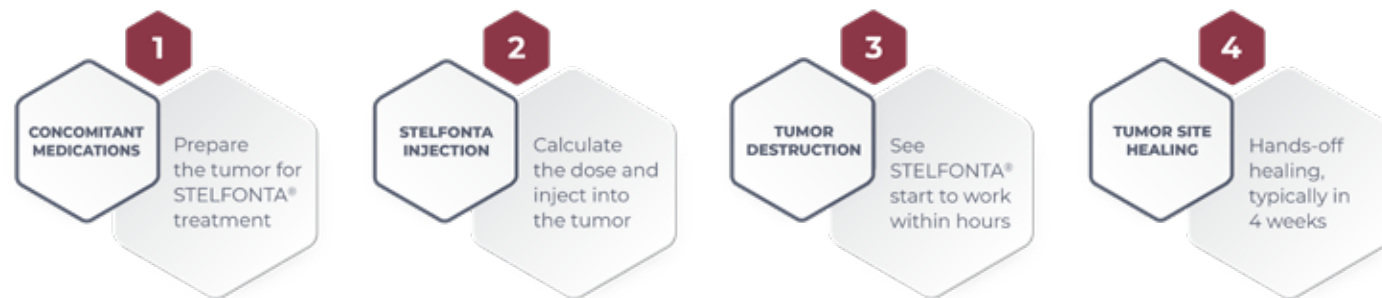 1
CONCOMITANT
MEDICATIONS
Prepare
the tumor for
STELFONTA®
treatment
2
STELFONTA
INJECTION
Calculate
the dose and
inject into
the tumor
3
TUMOR
DESTRUCTION
See
STELFONTA®
start to work
within hours
4
TUMOR SITE
HEALING
Hands-off
healing,
typically in
4 weeks